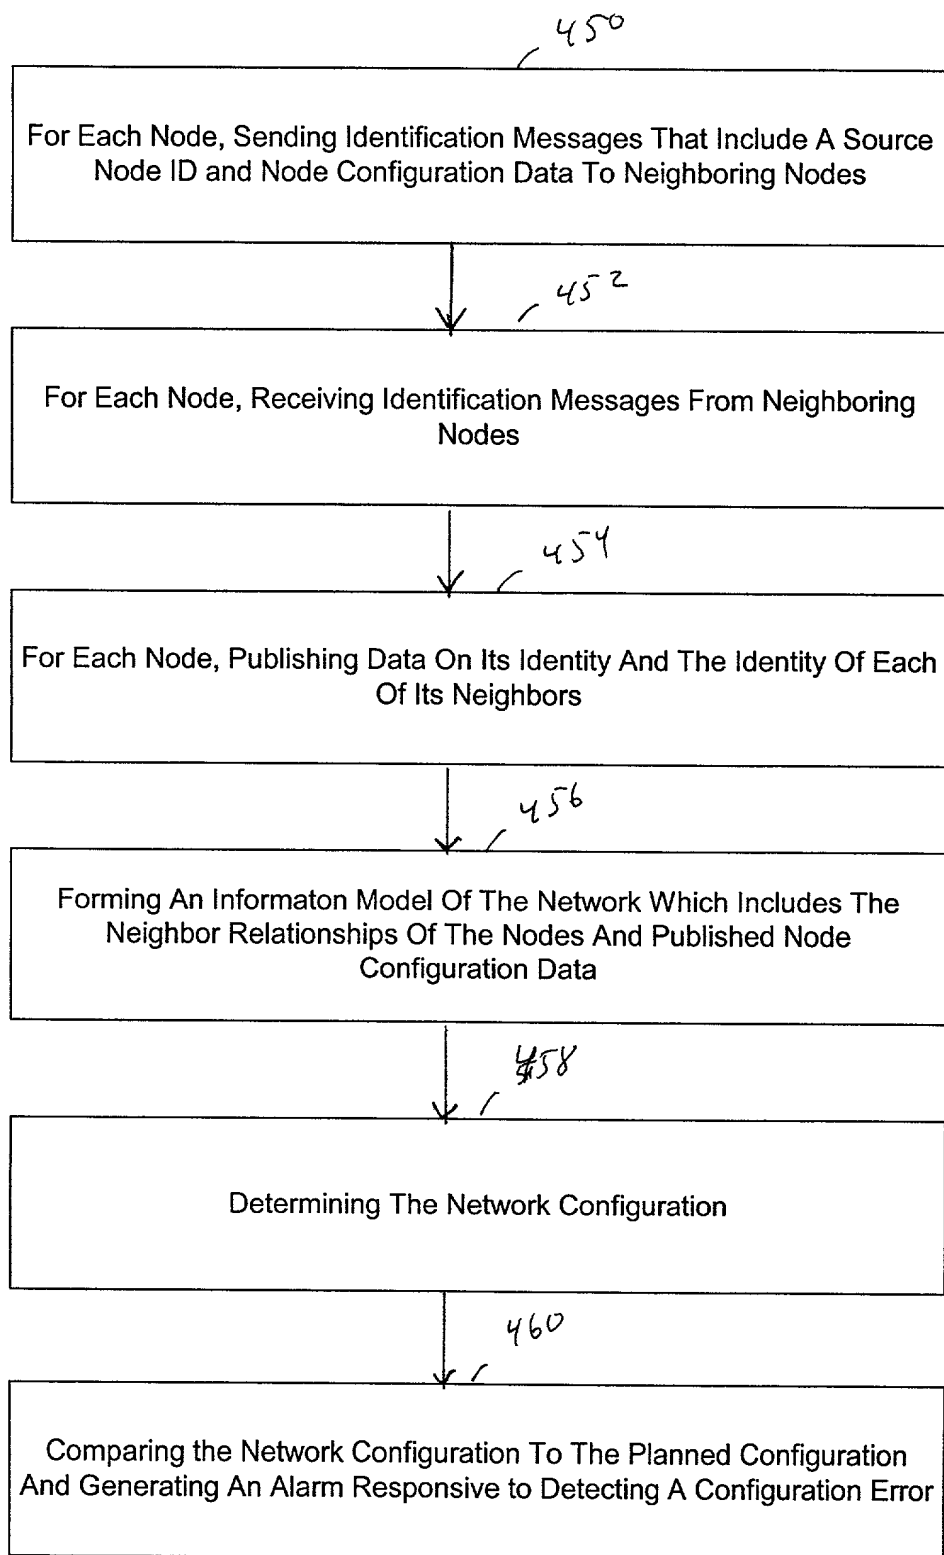 450
For Each Node, Sending Identification Messages That Include A Source
Node ID and Node Configuration Data To Neighboring Nodes
452
For Each Node, Receiving Identification Messages From Neighboring
Nodes
454
For Each Node, Publishing Data On Its Identity And The Identity Of Each
Of Its Neighbors
456
Forming An Informaton Model Of The Network Which Includes The
Neighbor Relationships Of The Nodes And Published Node
Configuration Data
458
Determining The Network Configuration
460
Comparing the Network Configuration To The Planned Configuration
And Generating An Alarm Responsive to Detecting A Configuration Error